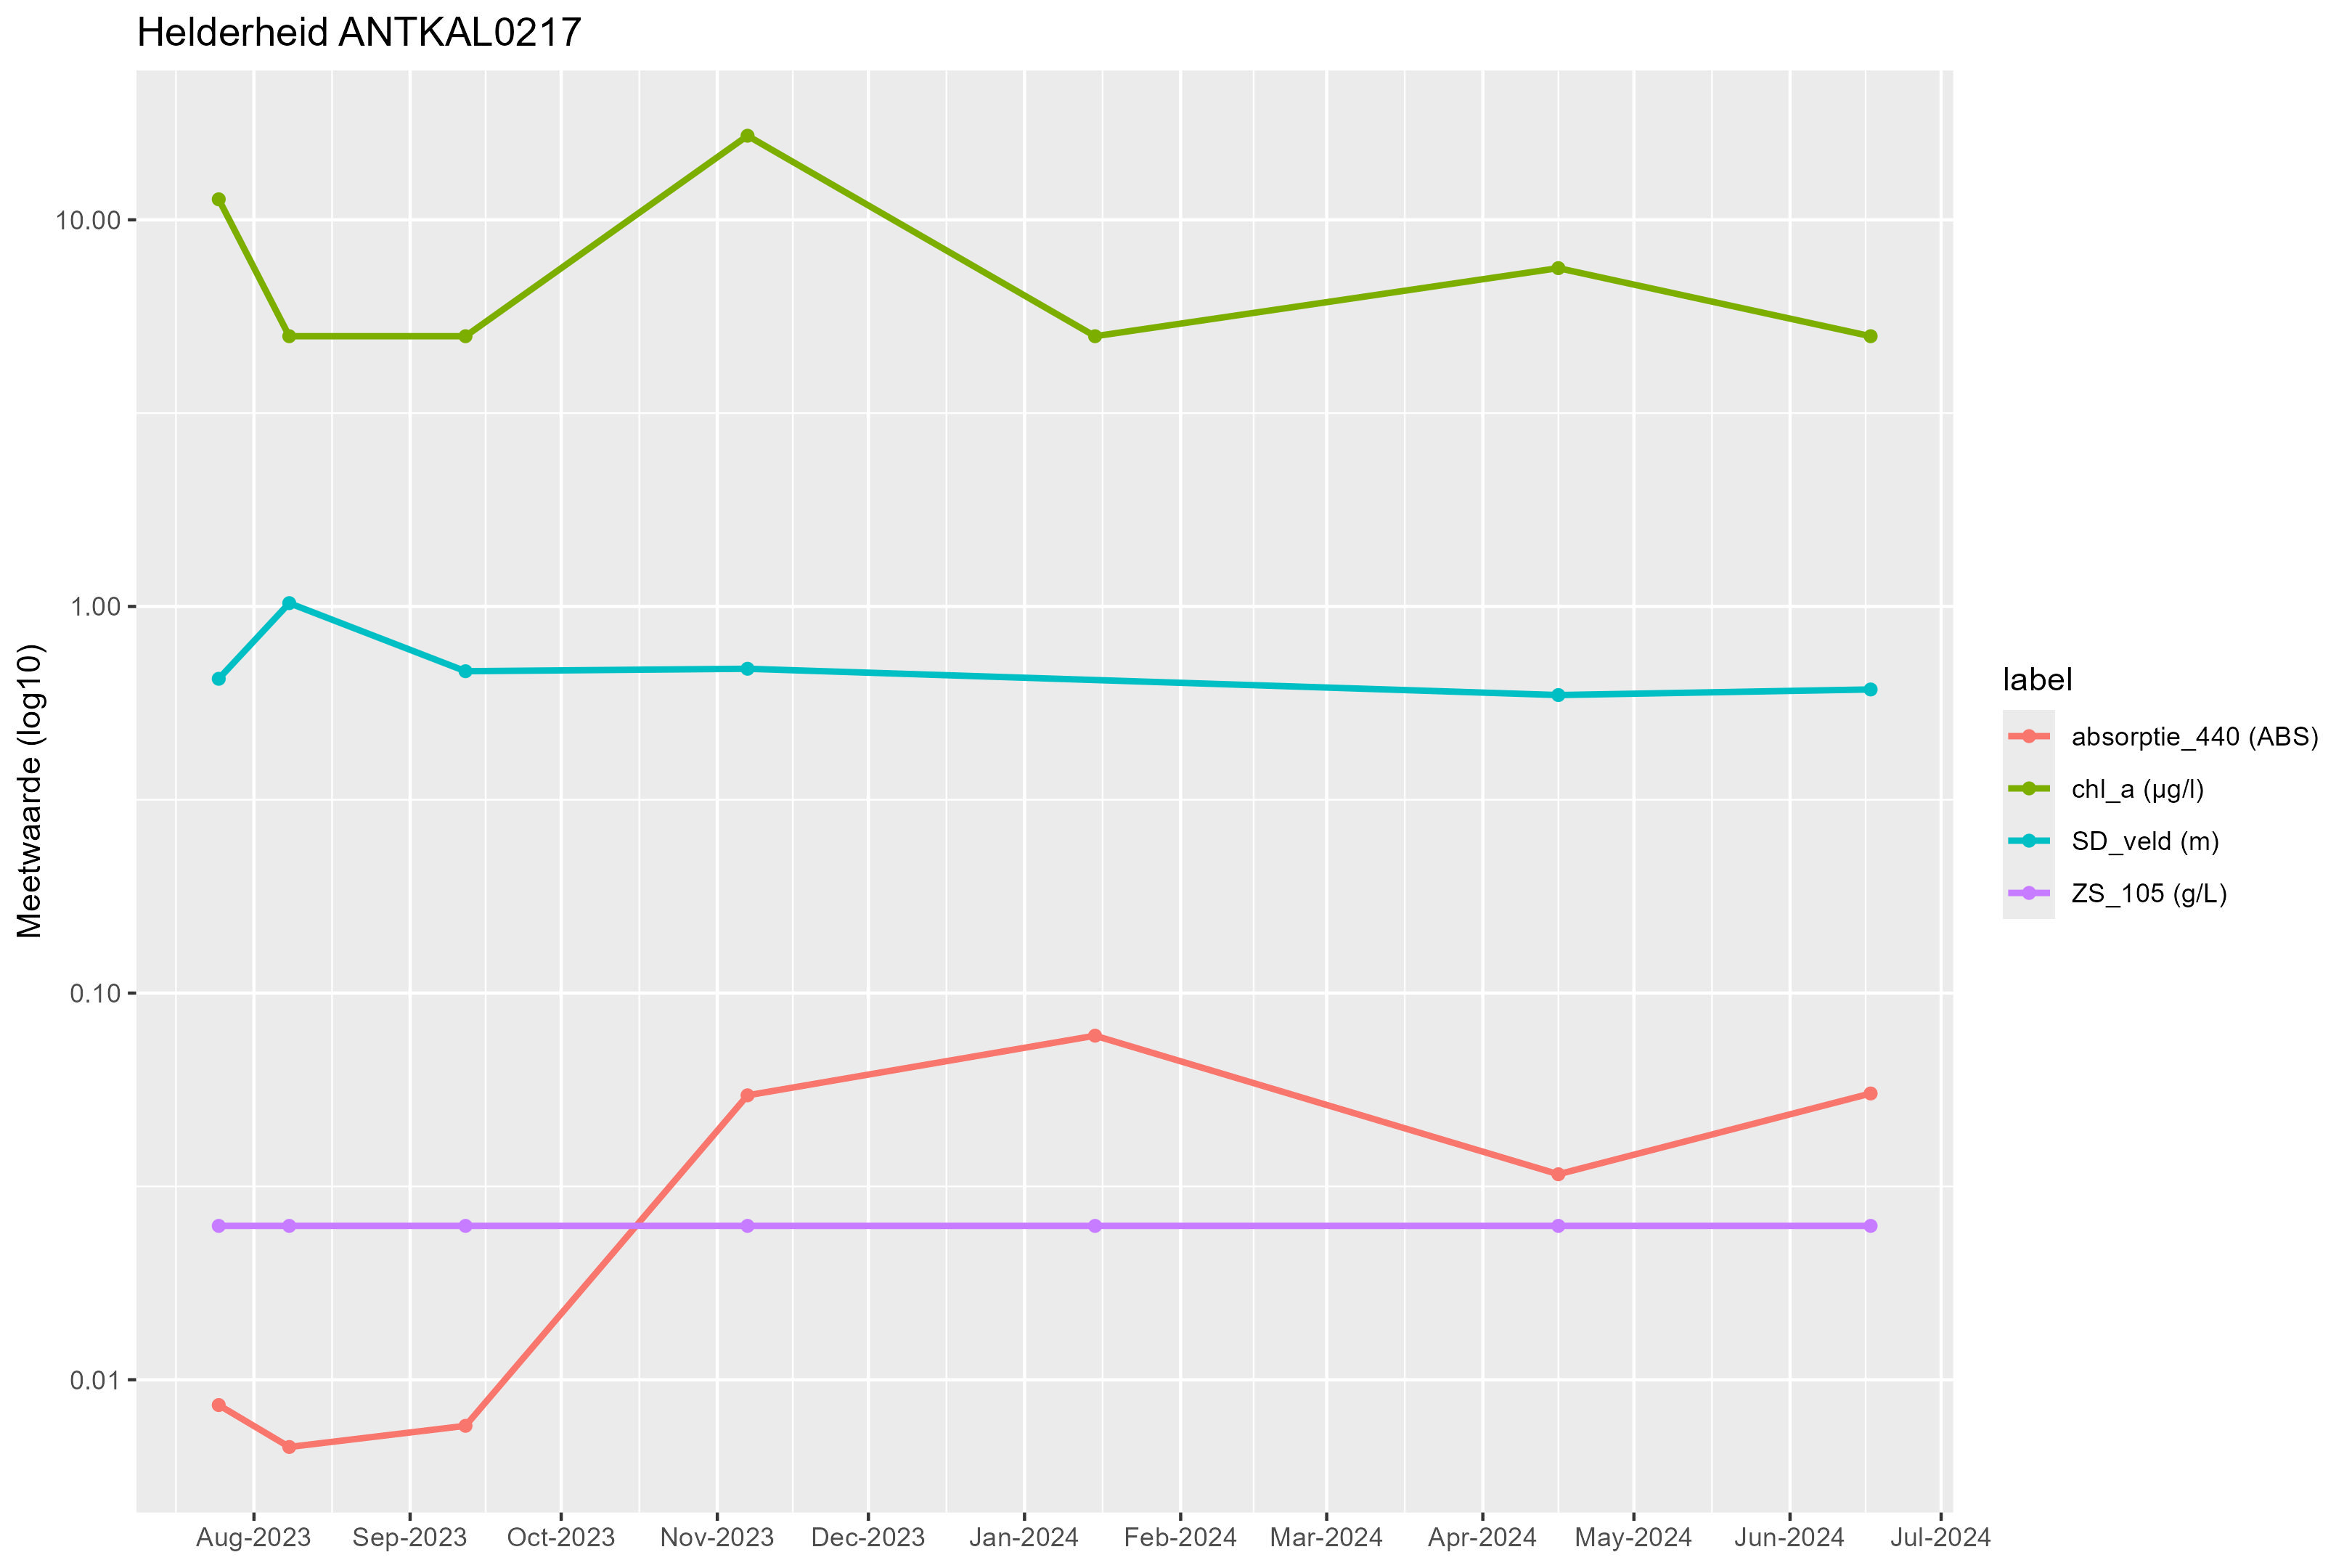 Helderheid ANTKAL0217
Meetwaarde (log10)
10.00
1.00
0.10
0.01
Aug-2023 Sep-2023 Oct-2023 Nov-2023 Dec-2023 Jan-2024 Feb-2024 Mar-2024 Apr-2024 May-2024 Jun-2024 Jul-2024
label
absorptie_440 (ABS)
chl_a (µg/l)
SD_veld (m)
ZS_105 (g/L)